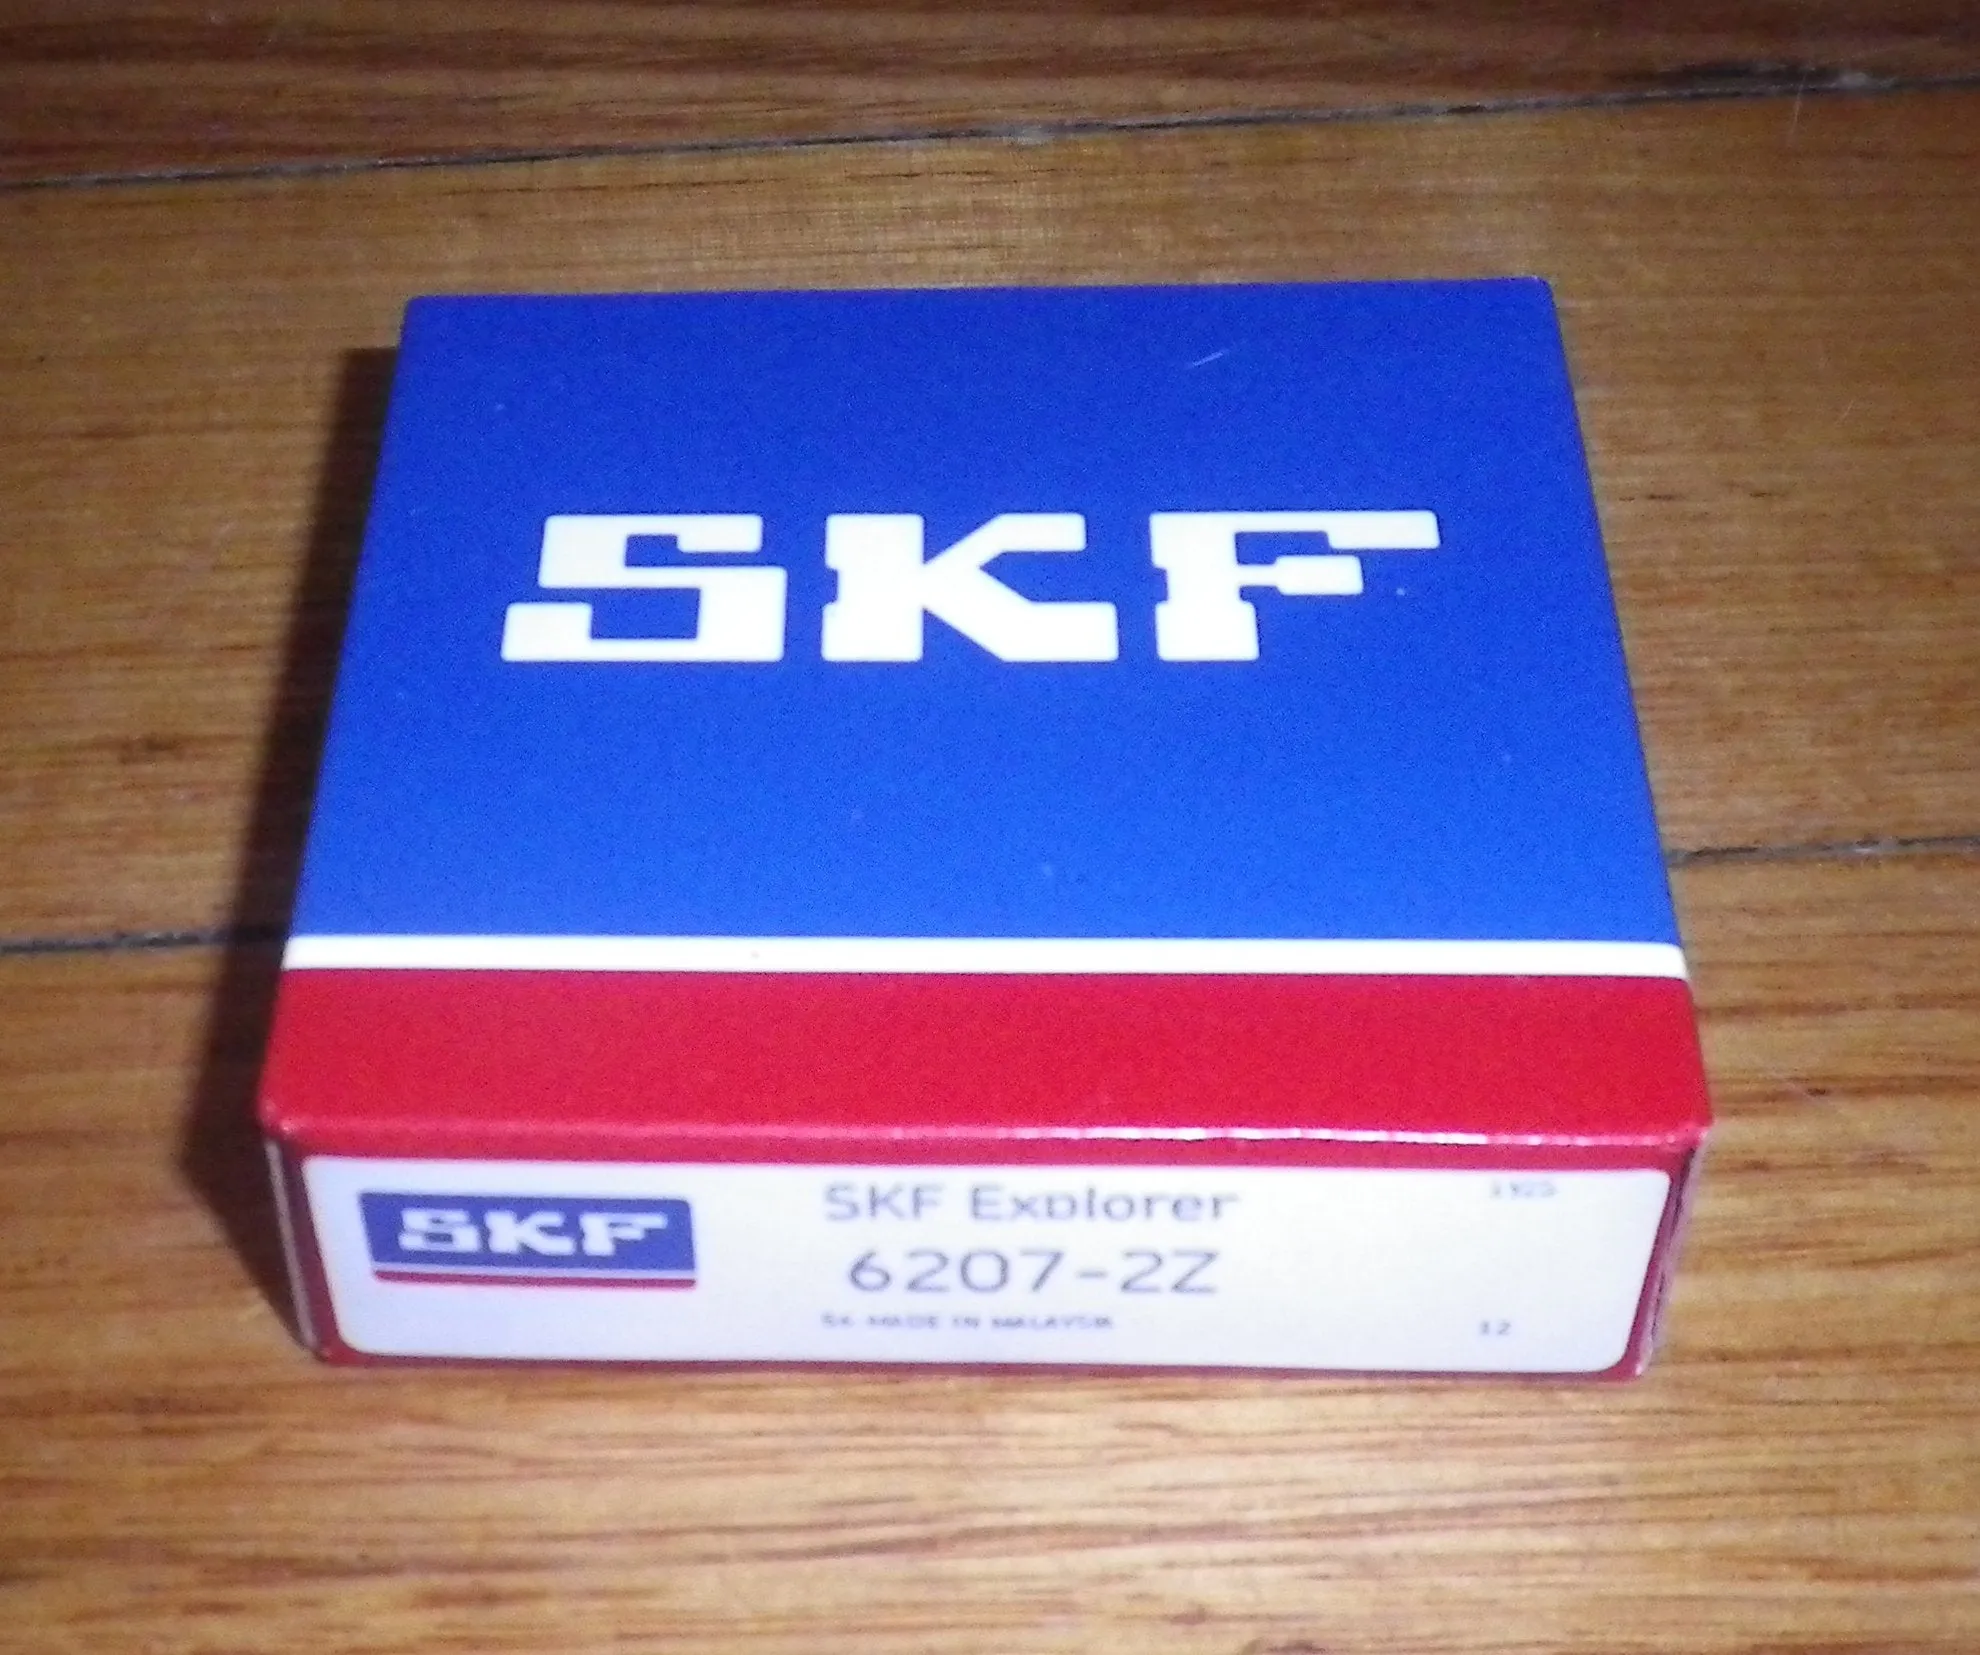 SKF
SKF
SKF Explorer
6207-2Z
MADE IN MALAYSIA
12